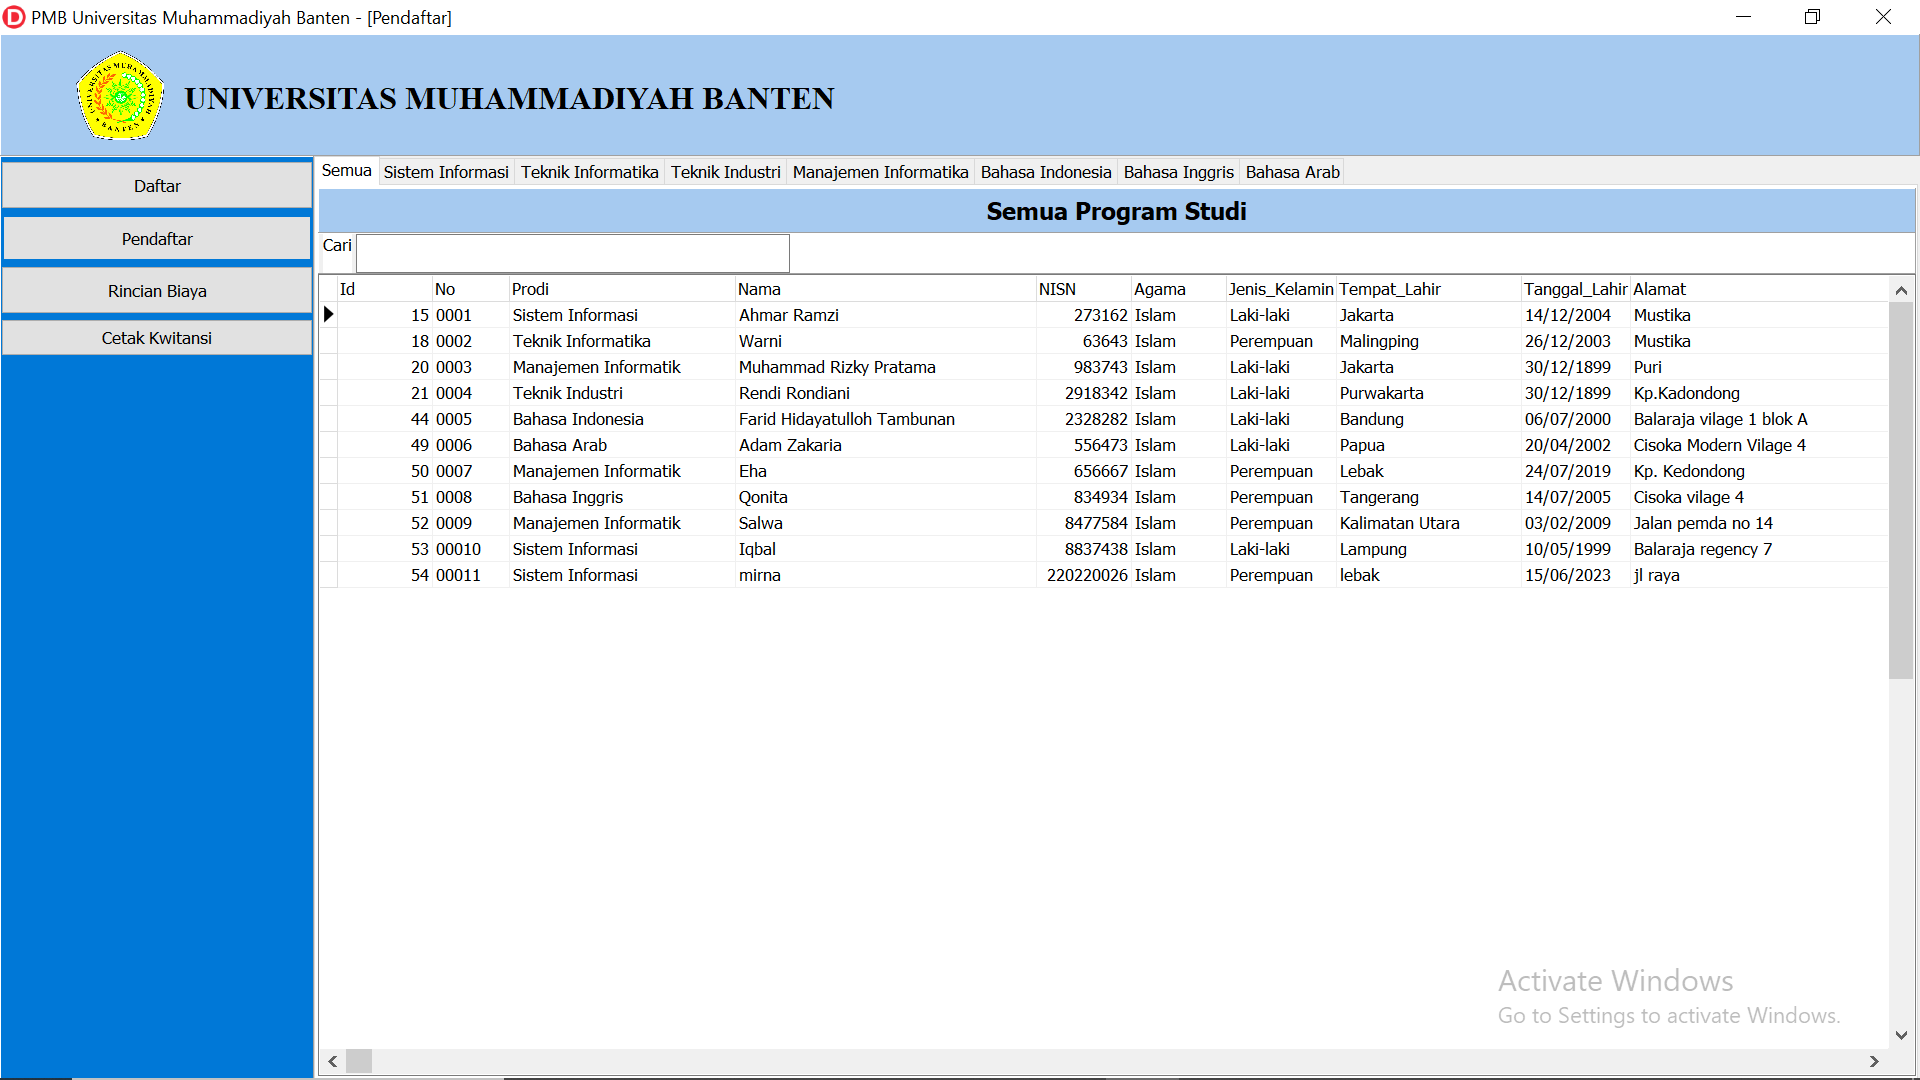 PMB Universitas Muhammadiyah Banten - [Pendaftar]
UNIVERSITAS MUHAMMADIYAH BANTEN
UNIVERSITAS MUHAMMADIYAH BANTEN
Daftar
Pendaftar
Rincian Biaya
Cetak Kwitansi
Semua Sistem Informasi Teknik Informatika Teknik Industri Manajemen Informatika Bahasa Indonesia Bahasa Inggris Bahasa Arab
Semua Program Studi
Cari
Id No Prodi Nama NISN Agama Jenis_Kelamin Tempat_Lahir Tanggal_Lahir Alamat
15 0001 Sistem Informasi Ahmar Ramzi 273162 Islam Laki-laki Jakarta 14/12/2004 Mustika
18 0002 Teknik Informatika Warni 63643 Islam Perempuan Malingping 26/12/2003 Mustika
20 0003 Manajemen Informatik Muhammad Rizky Pratama 983743 Islam Laki-laki Jakarta 30/12/1899 Puri
21 0004 Teknik Industri Rendi Rondiani 2918342 Islam Laki-laki Purwakarta 30/12/1899 Kp.Kadondong
44 0005 Bahasa Indonesia Farid Hidayatulloh Tambunan 2328282 Islam Laki-laki Bandung 06/07/2000 Balaraja vilage 1 blok A
49 0006 Bahasa Arab Adam Zakaria 556473 Islam Laki-laki Papua 20/04/2002 Cisoka Modern Vilage 4
50 0007 Manajemen Informatik Eha 656667 Islam Perempuan Lebak 24/07/2019 Kp. Kedondong
51 0008 Bahasa Inggris Qonita 834934 Islam Perempuan Tangerang 14/07/2005 Cisoka vilage 4
52 0009 Manajemen Informatik Salwa 8477584 Islam Perempuan Kalimatan Utara 03/02/2009 Jalan pemda no 14
53 00010 Sistem Informasi Iqbal 8837438 Islam Laki-laki Lampung 10/05/1999 Balaraja regency 7
54 00011 Sistem Informasi mirna 220220026 Islam Perempuan lebak 15/06/2023 jl raya
Activate Windows
Go to Settings to activate Windows.